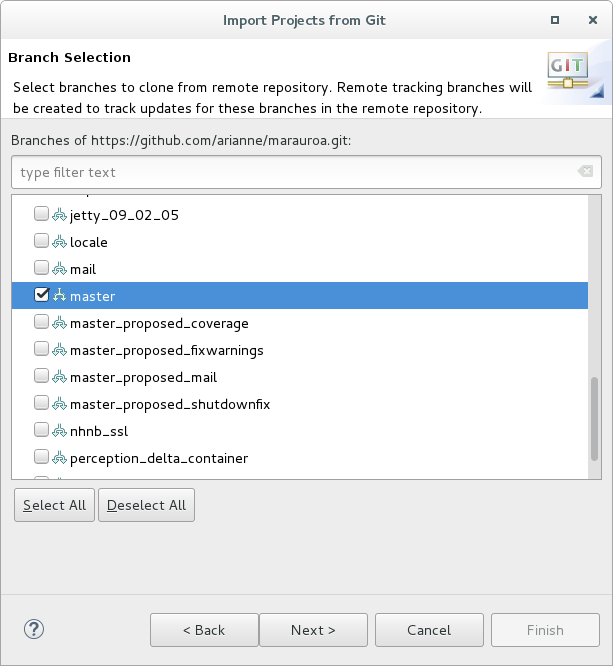 Import Projects from Git
Branch Selection
GIT
Select branches to clone from remote repository. Remote tracking branches will
be created to track updates for these branches in the remote repository.
Branches of https://github.com/arianne/marauroa.git:
type filter text
jetty_09_02_05
locale
mail
master
master_proposed_coverage
master_proposed_fixwarnings
master_proposed_mail
master_proposed_shutdownfix
nhnb_ssl
perception_delta_container
Select All Deselect All
? < Back Next > Cancel Finish